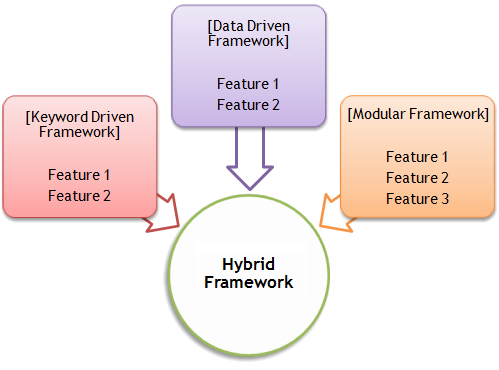 [Data Driven
Framework]
Feature 1
Feature 2
[Keyword Driven
Framework]
Feature 1
Feature 2
[Modular Framework]
Feature 1
Feature 2
Feature 3
Hybrid
Framework